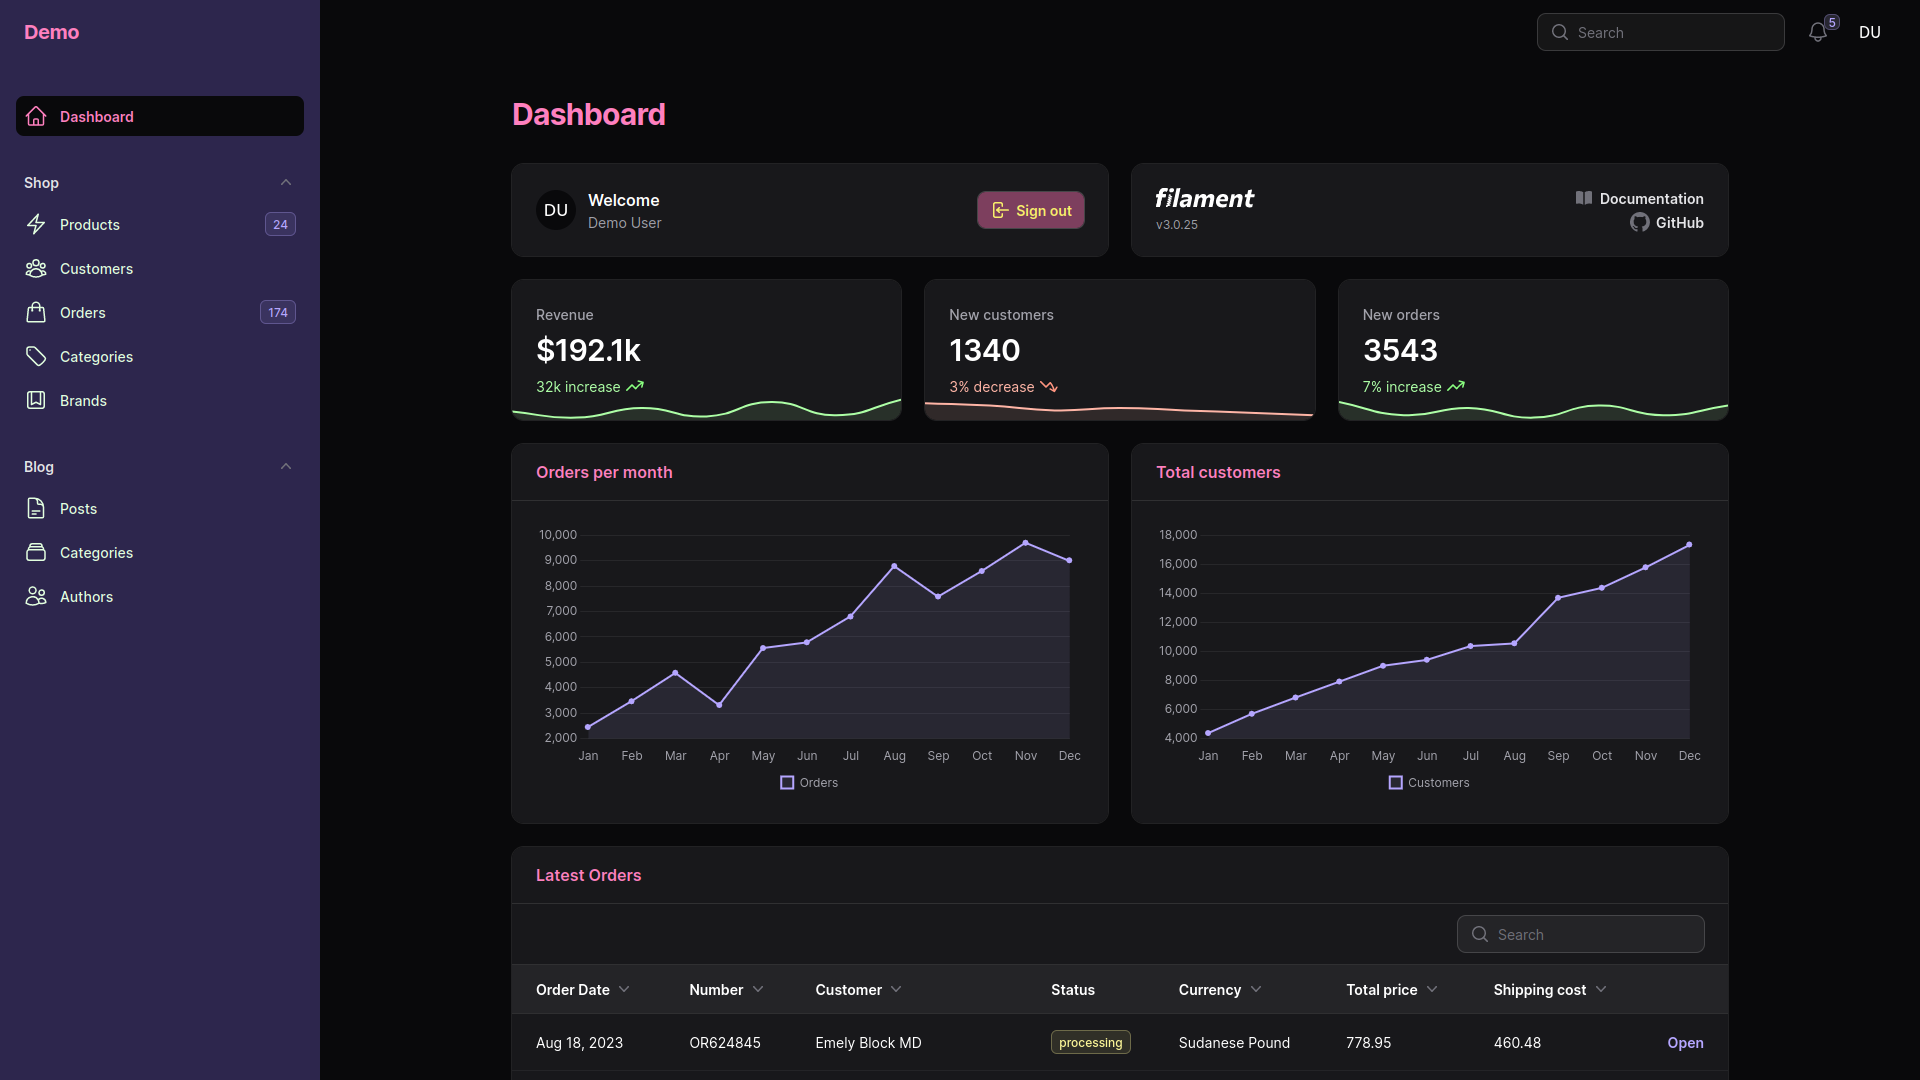 Demo
Search
5
DU
Dashboard
Shop
Products 24
Customers
Orders 174
Categories
Brands
Blog
Posts
Categories
Authors
Dashboard
DU
Welcome
Demo User
Sign out
filament
v3.0.25
Documentation
GitHub
Revenue
$192.1k
32k increase
New customers
1340
3% decrease
New orders
3543
7% increase
Orders per month
10,000
9,000
8,000
7,000
6,000
5,000
4,000
3,000
2,000
Jan Feb Mar Apr May Jun Jul Aug Sep Oct Nov Dec
Orders
Total customers
18,000
16,000
14,000
12,000
10,000
8,000
6,000
4,000
Jan Feb Mar Apr May Jun Jul Aug Sep Oct Nov Dec
Customers
Latest Orders
Search
Order Date Number Customer Status Currency Total price Shipping cost
Aug 18, 2023 OR624845 Emely Block MD processing Sudanese Pound 778.95 460.48 Open